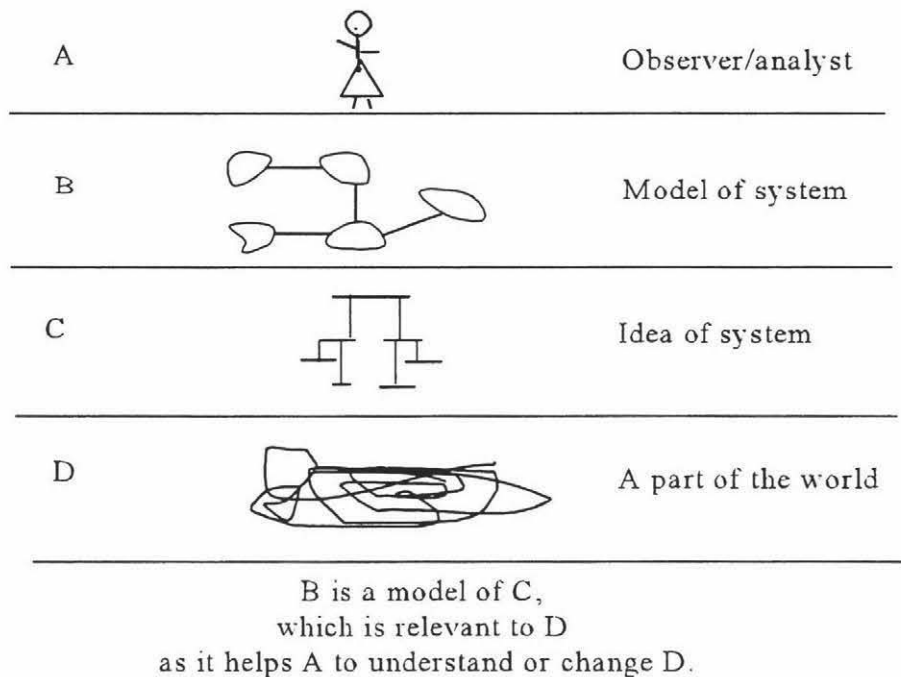 A
Observer/analyst
B
Model of system
C
Idea of system
D
A part of the world
B is a model of C,
which is relevant to D
as it helps A to understand or change D.